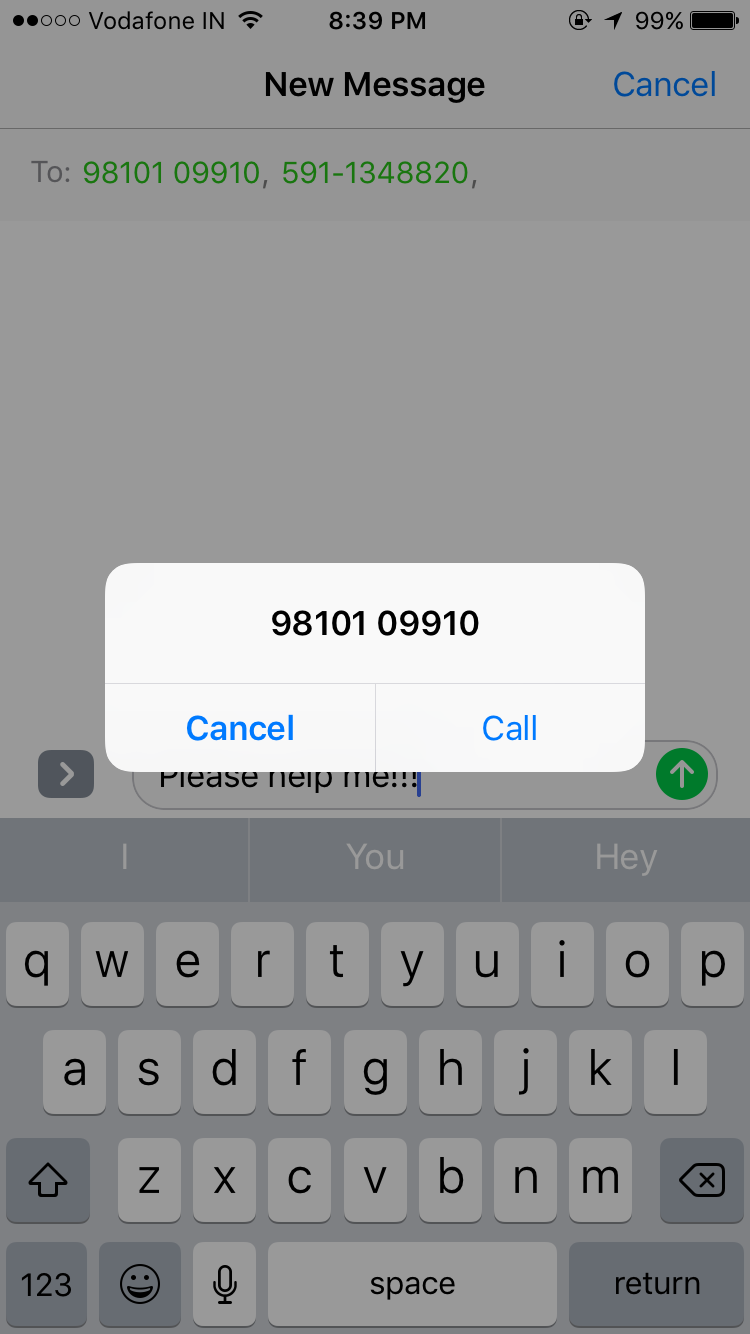 Vodafone IN 8:39 PM 99%
New Message Cancel
To: 98101 09910, 591-1348820,
98101 09910
Cancel Call
Please help me!!!
I You Hey
q w e r t y u i o p
a s d f g h j k l
z x c v b n m
123 space return